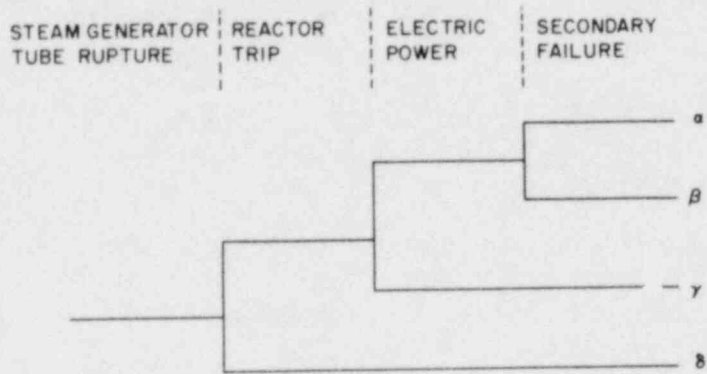 STEAM GENERATOR
TUBE RUPTURE
REACTOR
TRIP
ELECTRIC
POWER
SECONDARY
FAILURE
α
β
γ
δ